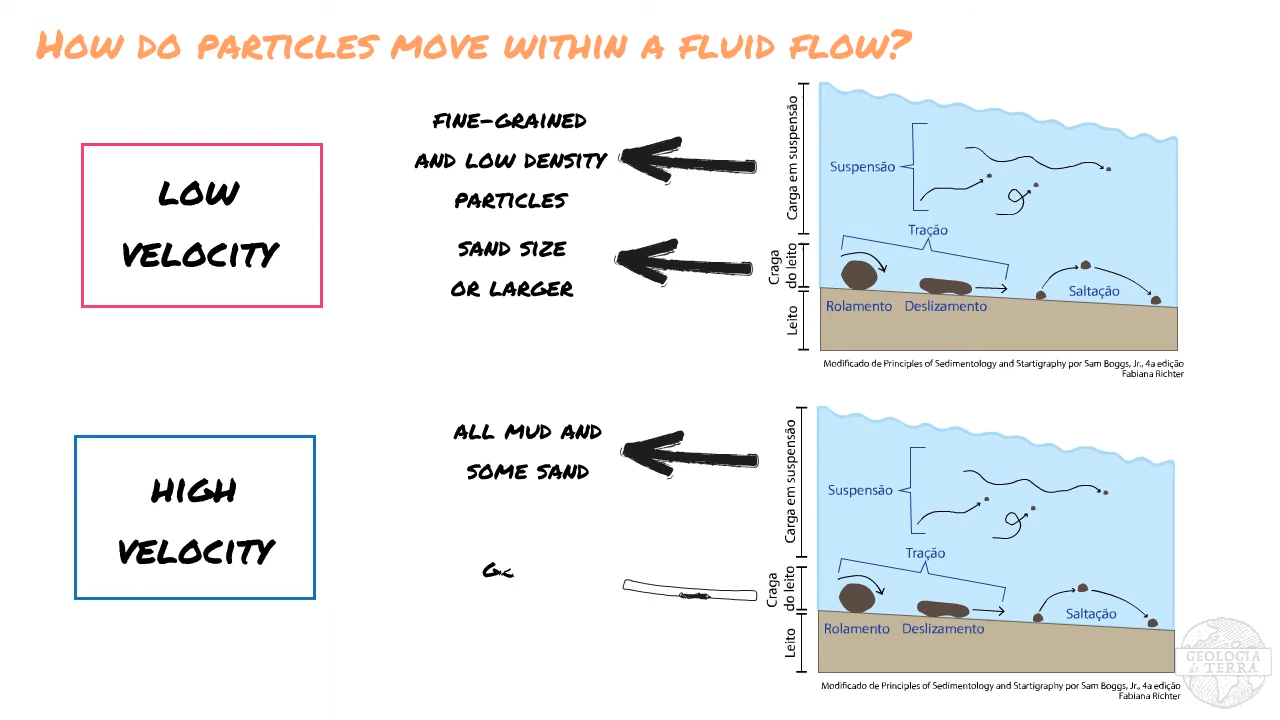 HOW DO PARTICLES MOVE WITHIN A FLUID FLOW?
LOW
VELOCITY
FINE-GRAINED
AND LOW DENSITY
PARTICLES
SAND SIZE
OR LARGER
Carga em suspensão
Craga
do leito
Leito
Suspensão
Tração
Rolamento
Deslizamento
Saltação
Modificado de Principles of Sedimentology and Startigraphy por Sam Boggs, Jr., 4a edição
Fabiana Richter
HIGH
VELOCITY
ALL MUD AND
SOME SAND
Carga em suspensão
Craga
do leito
Leito
Suspensão
Tração
Rolamento
Deslizamento
Saltação
Modificado de Principles of Sedimentology and Startigraphy por Sam Boggs, Jr., 4a edição
Fabiana Richter
GEOLOGIA
da TERRA